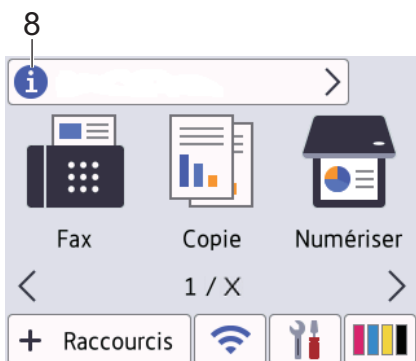 8
i
Fax Copie Numériser
1 / X
+ Raccourcis